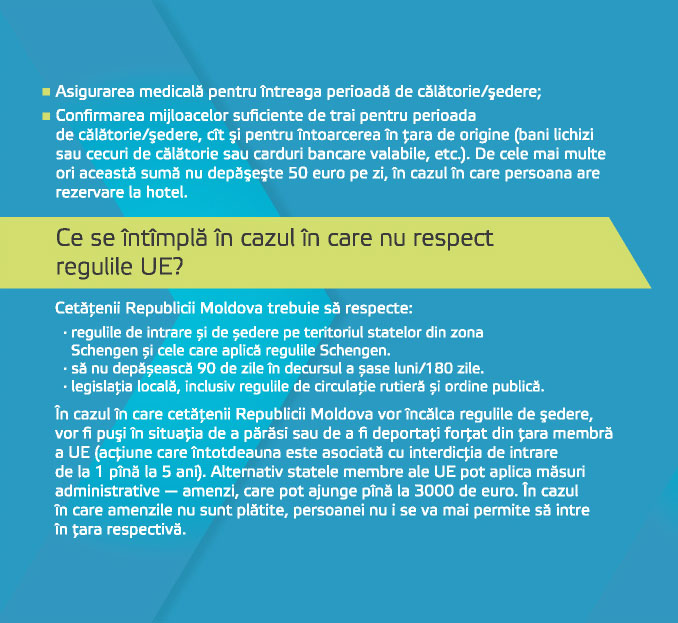 Asigurarea medicală pentru întreaga perioadă de călătorie/şedere;
Confirmarea mijloacelor suficiente de trai pentru perioada
de călătorie/şedere, cît şi pentru întoarcerea în ţara de origine (bani lichizi
sau cecuri de călătorie sau carduri bancare valabile, etc.). De cele mai multe
ori această sumă nu depăşeşte 50 euro pe zi, în cazul în care persoana are
rezervare la hotel.
Ce se întîmplă în cazul în care nu respect
regulile UE?
Cetăţenii Republicii Moldova trebuie să respecte:
· regulile de intrare și de ședere pe teritoriul statelor din zona
Schengen și cele care aplică regulile Schengen.
· să nu depășească 90 de zile în decursul a șase luni/180 zile.
· legislația locală, inclusiv regulile de circulație rutieră și ordine publică.
În cazul în care cetăţenii Republicii Moldova vor încălca regulile de şedere,
vor fi puşi în situaţia de a părăsi sau de a fi deportaţi forţat din ţara membră
a UE (acţiune care întotdeauna este asociată cu interdicţia de intrare
de la 1 pînă la 5 ani). Alternativ statele membre ale UE pot aplica măsuri
administrative — amenzi, care pot ajunge pînă la 3000 de euro. În cazul
în care amenzile nu sunt plătite, persoanei nu i se va mai permite să intre
în ţara respectivă.